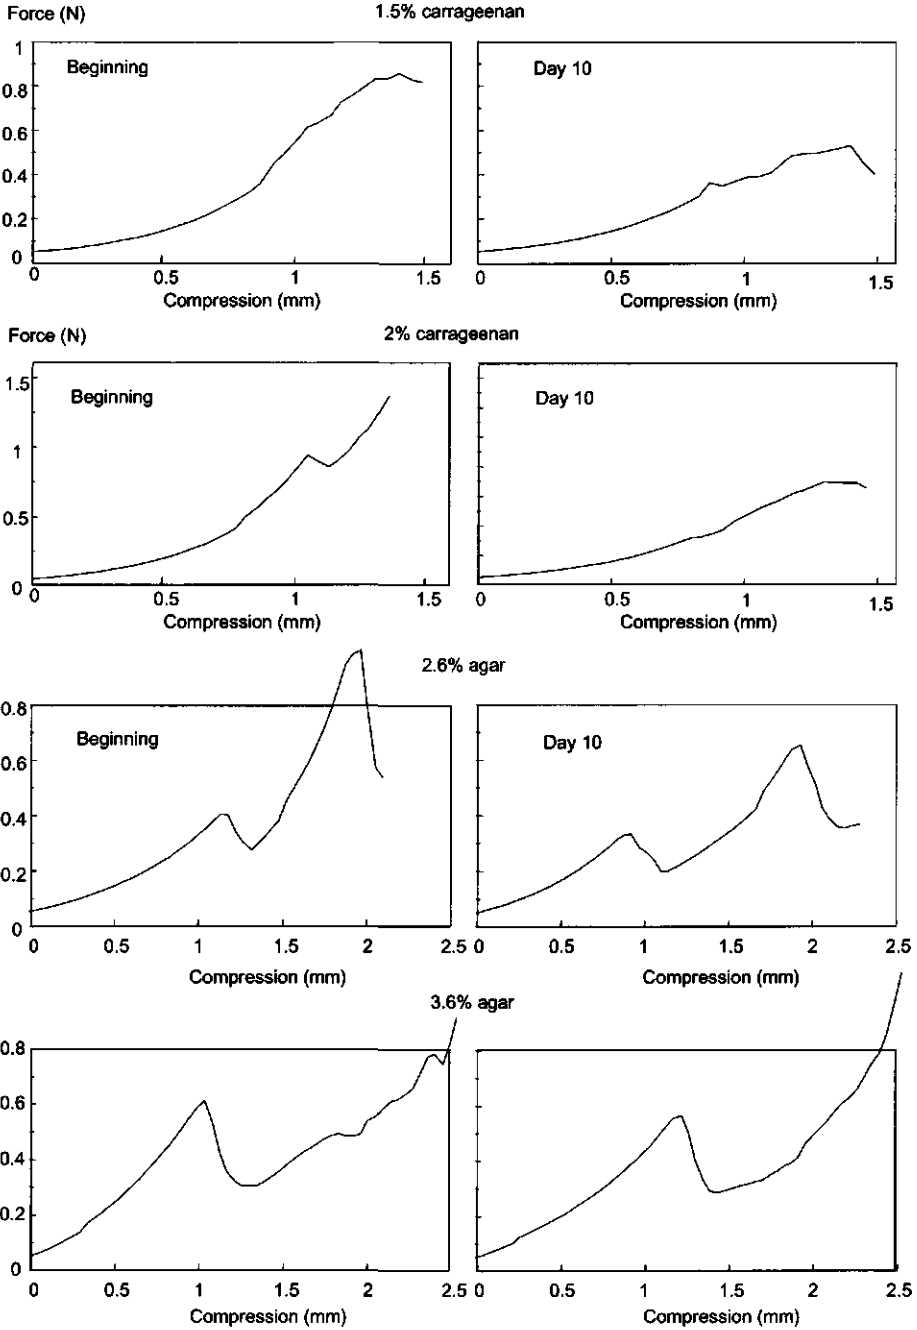 Force (N) 1.5% carrageenan
Beginning Day 10
1
0.8
0.6
0.4
0.2
0
0 0.5 1 1.5 0 0.5 1 1.5
Compression (mm) Compression (mm)
Force (N) 2% carrageenan
Beginning Day 10
1.5
1
0.5
0
0 0.5 1 1.5 0 0.5 1 1.5
Compression (mm) Compression (mm)
2.6% agar
Beginning Day 10
0.8
0.6
0.4
0.2
0
0 0.5 1 1.5 2 2.5 0 0.5 1 1.5 2 2.5
Compression (mm) Compression (mm)
3.6% agar
0.8
0.6
0.4
0.2
0
0 0.5 1 1.5 2 2.5 0 0.5 1 1.5 2 2.5
Compression (mm) Compression (mm)